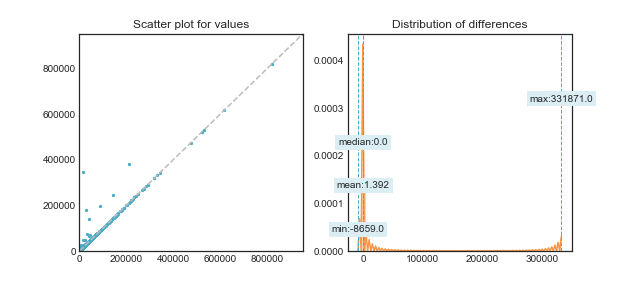 Scatter plot for values
800000
600000
400000
200000
0
0 200000 400000 600000 800000
Distribution of differences
0.0004
0.0003
0.0002
0.0001
0.0000
max:331871.0
median:0.0
mean:1.392
min:-8659.0
0 100000 200000 300000